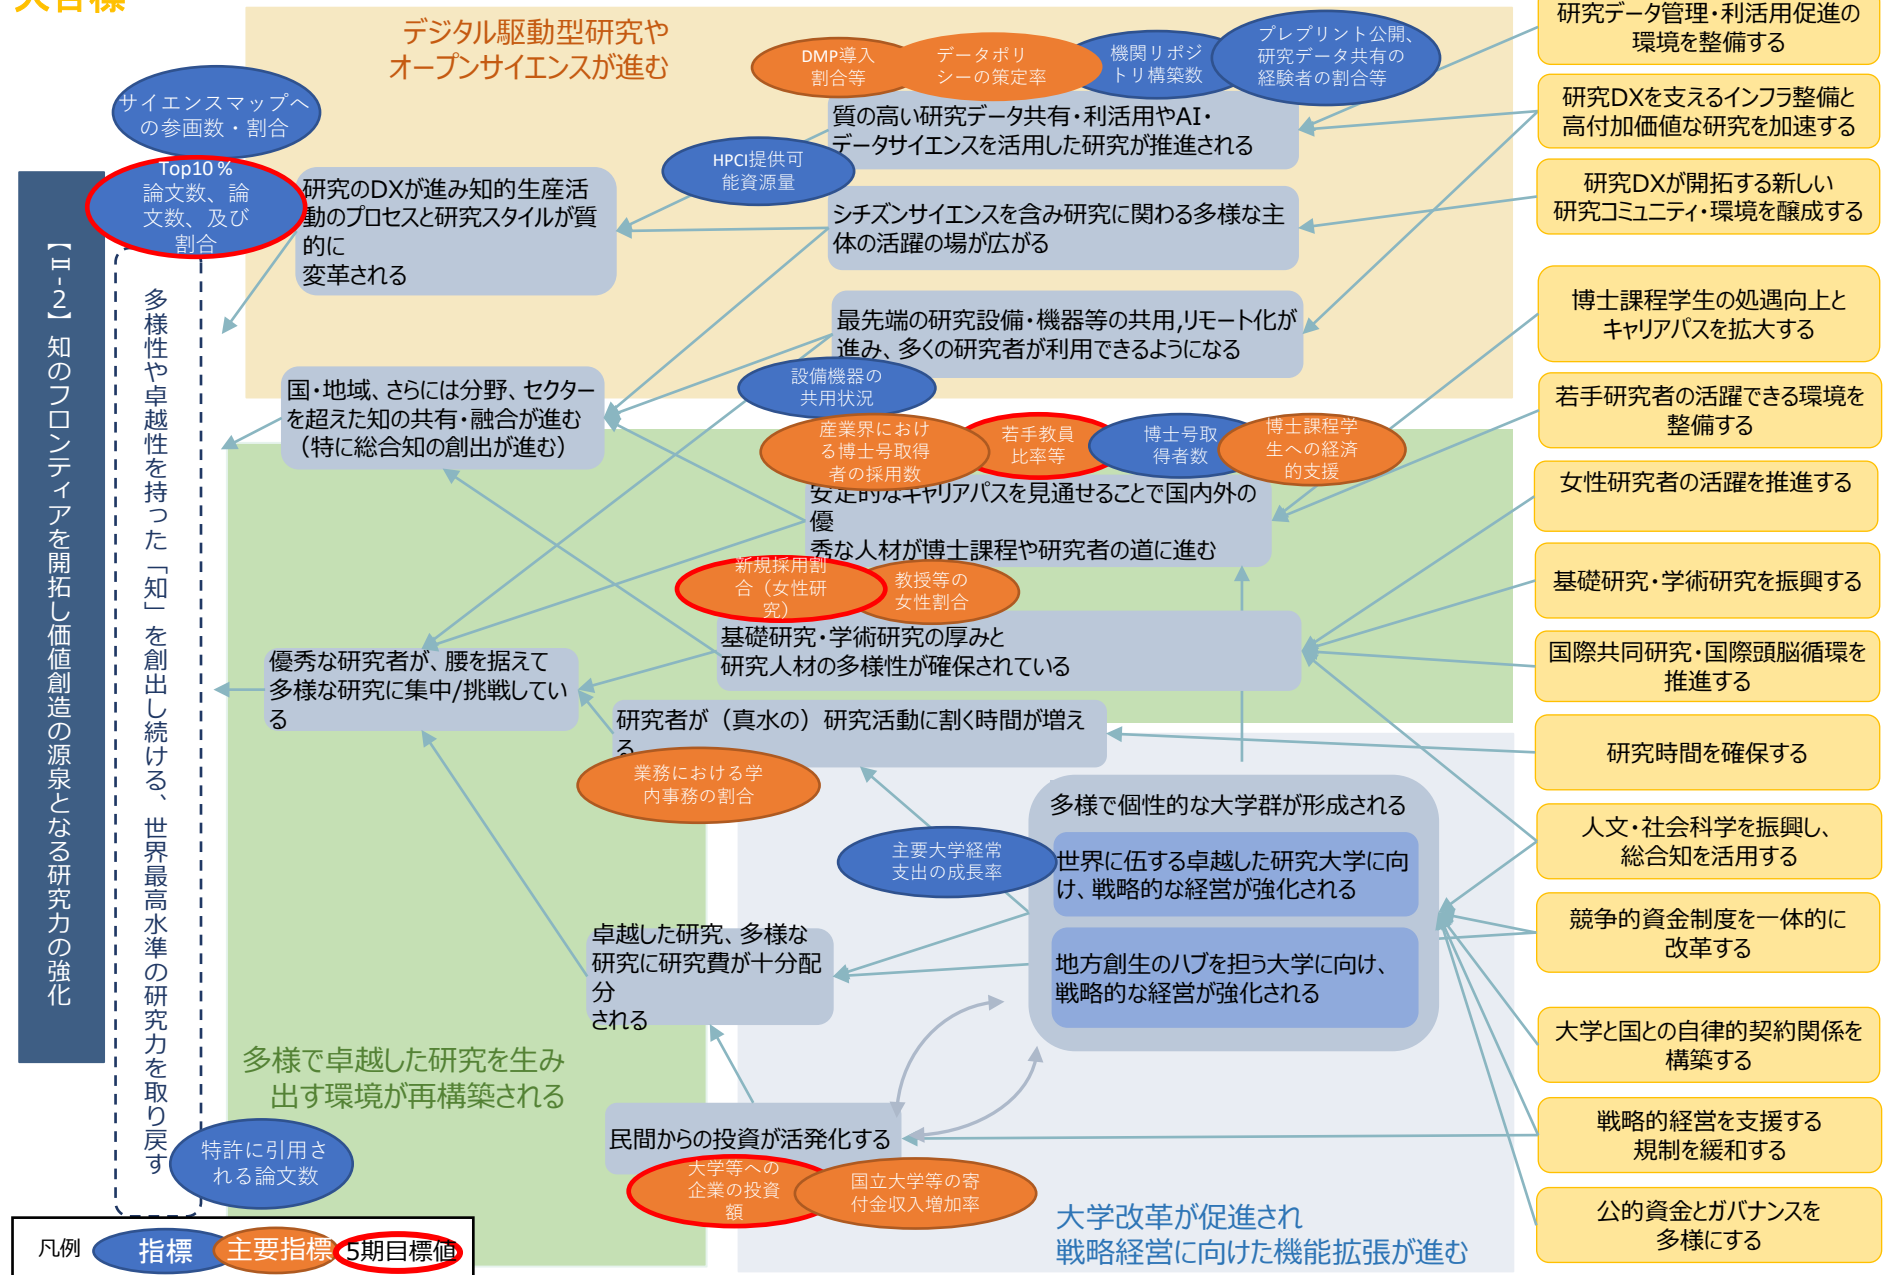 大目標
デジタル駆動型研究や
オープンサイエンスが進む
DMP導入
割合等
データポリ
シーの策定率
機関リポジ
トリ構築数
プレプリント公開、
研究データ共有の
経験者の割合等
サイエンスマップへ
の参画数・割合
Top10％
論文数、論
文数、及び
割合
質の高い研究データ共有・利活用やAI・
データサイエンスを活用した研究が推進される
HPCI提供可
能資源量
研究のDXが進み知的生産活
動のプロセスと研究スタイルが質
的に
変革される
シチズンサイエンスを含み研究に関わる多様な主
体の活躍の場が広がる
最先端の研究設備・機器等の共用,リモート化が
進み、多くの研究者が利用できるようになる
設備機器の
共用状況
国・地域、さらには分野、セクター
を超えた知の共有・融合が進む
（特に総合知の創出が進む）
産業界におけ
る博士号取得
者の採用数
若手教員
比率等
博士号取
得者数
博士課程学
生への経済
的支援
安定的なキャリアパスを見通せることで国内外の
優
秀な人材が博士課程や研究者の道に進む
新規採用割
合（女性研
究）
教授等の
女性割合
基礎研究・学術研究の厚みと
研究人材の多様性が確保されている
優秀な研究者が、腰を据えて
多様な研究に集中/挑戦してい
る
研究者が（真水の）研究活動に割く時間が増え
る
業務における学
内事務の割合
多様で個性的な大学群が形成される
主要大学経常
支出の成長率
世界に伍する卓越した研究大学に向
け、戦略的な経営が強化される
地方創生のハブを担う大学に向け、
戦略的な経営が強化される
卓越した研究、多様な
研究に研究費が十分配
分
される
多様で卓越した研究を生み
出す環境が再構築される
民間からの投資が活発化する
大学等への
企業の投資
額
国立大学等の寄
付金収入増加率
特許に引用さ
れる論文数
大学改革が促進され
戦略経営に向けた機能拡張が進む
【Ⅱ-2】知のフロンティアを開拓し価値創造の源泉となる研究力の強化
多様性や卓越性を持った「知」を創出し続ける、世界最高水準の研究力を取り戻す
研究データ管理・利活用促進の
環境を整備する
研究DXを支えるインフラ整備と
高付加価値な研究を加速する
研究DXが開拓する新しい
研究コミュニティ・環境を醸成する
博士課程学生の処遇向上と
キャリアパスを拡大する
若手研究者の活躍できる環境を
整備する
女性研究者の活躍を推進する
基礎研究・学術研究を振興する
国際共同研究・国際頭脳循環を
推進する
研究時間を確保する
人文・社会科学を振興し、
総合知を活用する
競争的資金制度を一体的に
改革する
大学と国との自律的契約関係を
構築する
戦略的経営を支援する
規制を緩和する
公的資金とガバナンスを
多様にする
凡例
指標
主要指標
5期目標値